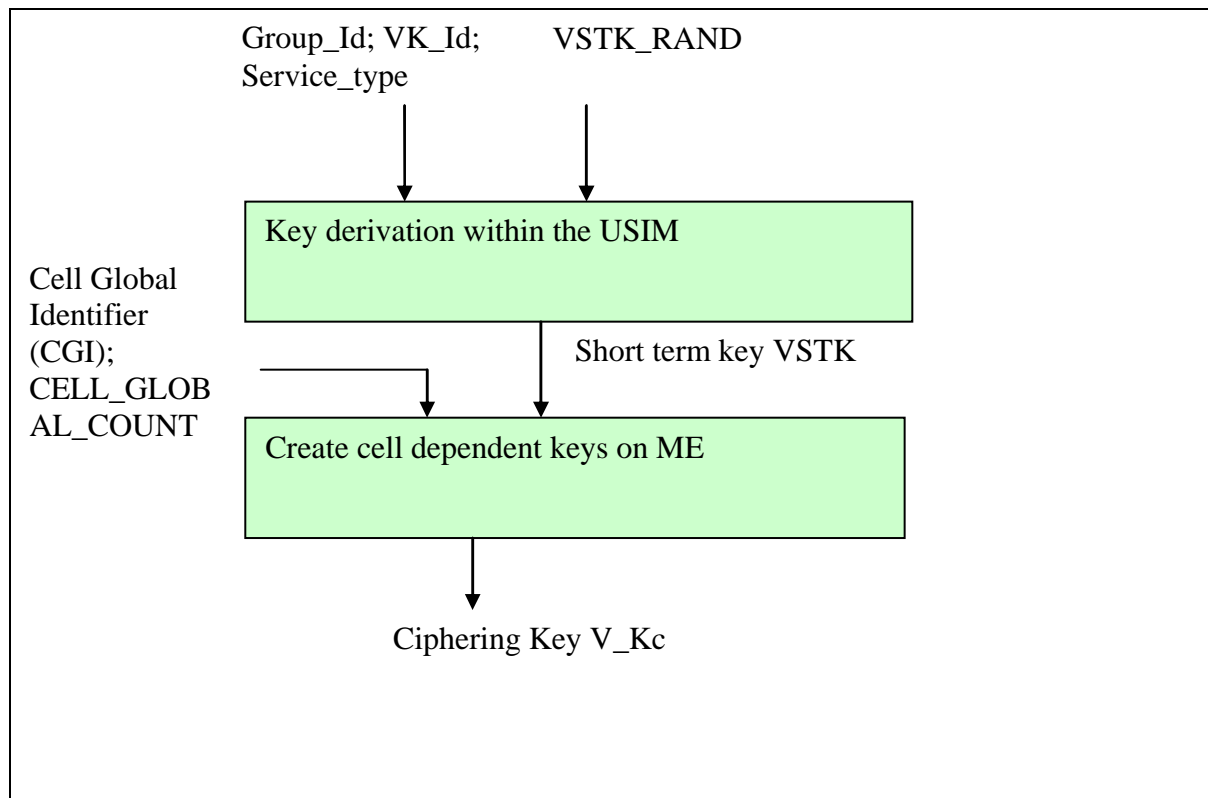 Group_Id; VK_Id;
Service_type
VSTK_RAND
Key derivation within the USIM
Cell Global
Identifier
(CGI);
CELL_GLOB
AL_COUNT
Short term key VSTK
Create cell dependent keys on ME
Ciphering Key V_Kc